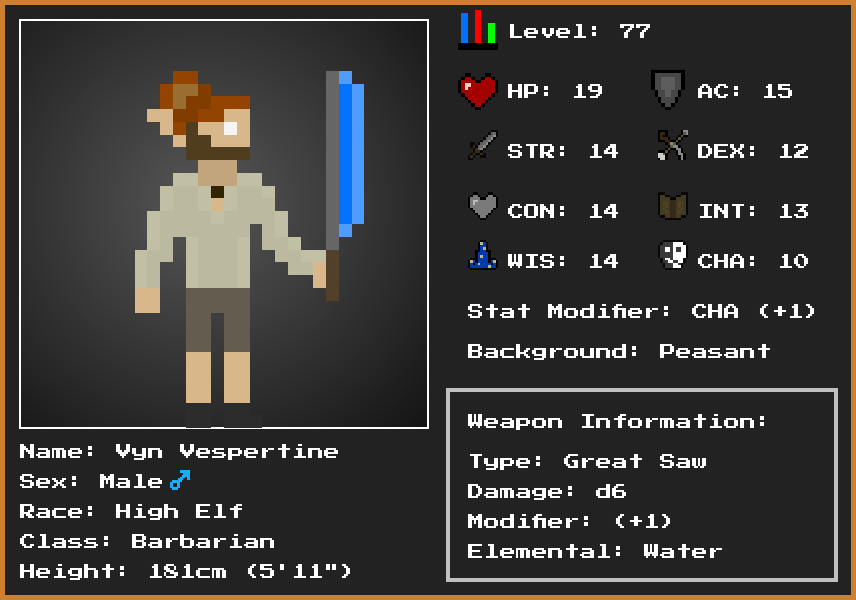 Level: 77
HP: 19 AC: 15
STR: 14 DEX: 12
CON: 14 INT: 13
WIS: 14 CHA: 10
Stat Modifier: CHA (+1)
Background: Peasant
Weapon Information:
Type: Great Saw
Damage: d6
Modifier: (+1)
Elemental: Water
Name: Vyn Vespertine
Sex: Male ♂
Race: High Elf
Class: Barbarian
Height: 181cm (5'11")